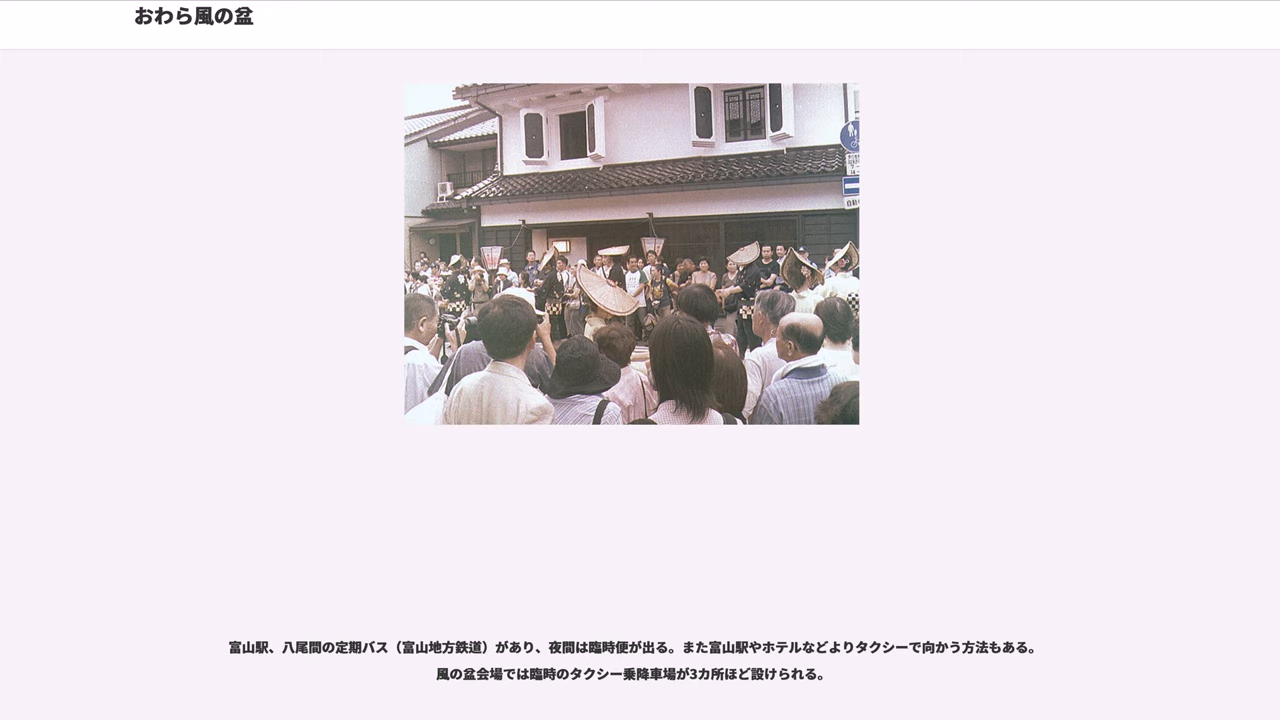 おわら風の盆
富山駅、八尾間の定期バス（富山地方鉄道）があり、夜間は臨時便が出る。また富山駅やホテルなどよりタクシーで向かう方法もある。
風の盆会場では臨時のタクシー乗降車場が3カ所ほど設けられる。